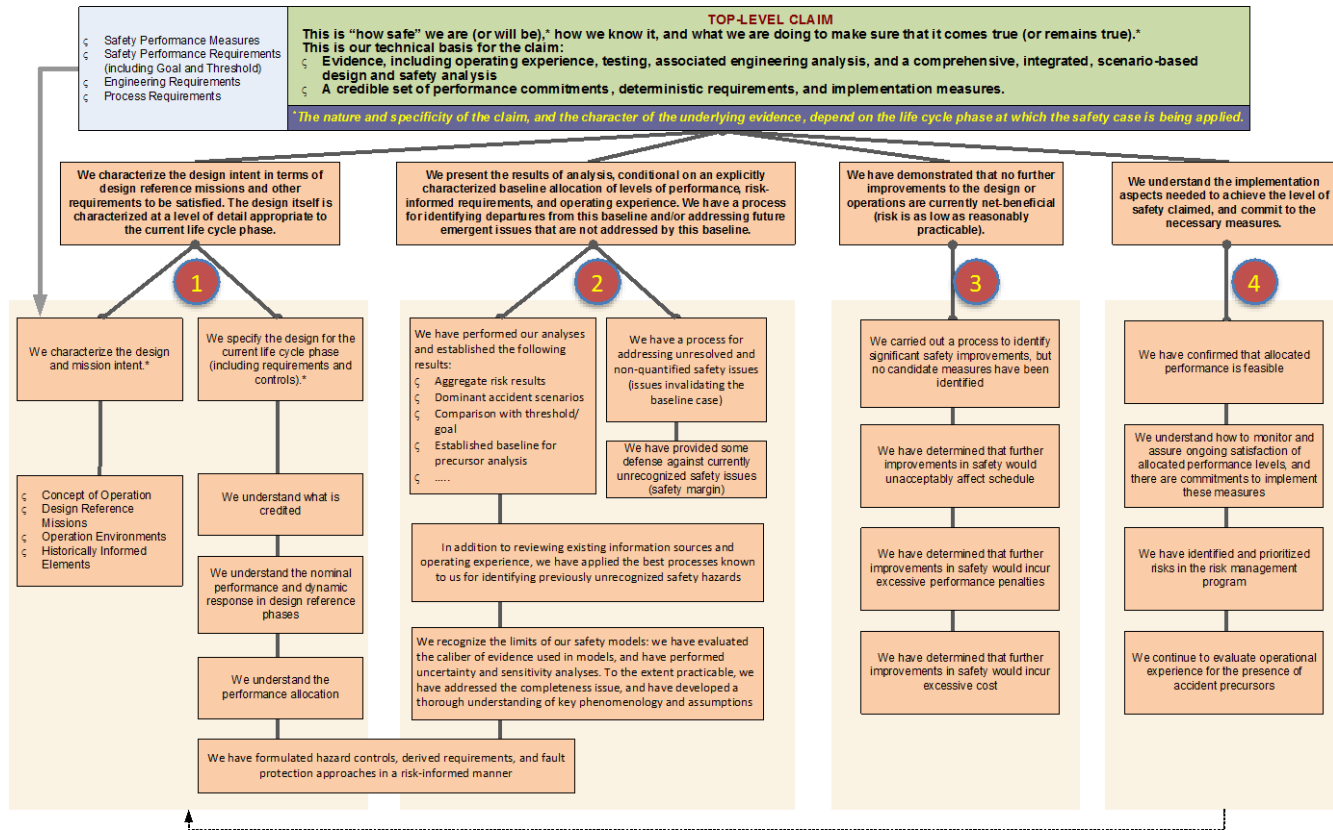 ς Safety Performance Measures
ς Safety Performance Requirements
(including Goal and Threshold)
ς Engineering Requirements
ς Process Requirements
TOP-LEVEL CLAIM
This is “how safe” we are (or will be),* how we know it, and what we are doing to make sure that it comes true (or remains true).*
This is our technical basis for the claim:
ς Evidence, including operating experience, testing, associated engineering analysis, and a comprehensive, integrated, scenario-based
design and safety analysis
ς A credible set of performance commitments, deterministic requirements, and implementation measures.
*The nature and specificity of the claim, and the character of the underlying evidence, depend on the life cycle phase at which the safety case is being applied.
We characterize the design intent in terms of
design reference missions and other
requirements to be satisfied. The design itself is
characterized at a level of detail appropriate to
the current life cycle phase.
We present the results of analysis, conditional on an explicitly
characterized baseline allocation of levels of performance, risk-
informed requirements, and operating experience. We have a process
for identifying departures from this baseline and/or addressing future
emergent issues that are not addressed by this baseline.
We have demonstrated that no further
improvements to the design or
operations are currently net-beneficial
(risk is as low as reasonably
practicable).
We understand the implementation
aspects needed to achieve the level of
safety claimed, and commit to the
necessary measures.
1
2
3
4
We characterize the design
and mission intent.*
ς Concept of Operation
ς Design Reference
Missions
ς Operation Environments
ς Historically Informed
Elements
We specify the design for the
current life cycle phase
(including requirements and
controls).*
We understand what is
credited
We understand the nominal
performance and dynamic
response in design reference
phases
We understand the
performance allocation
We have formulated hazard controls, derived requirements, and fault
protection approaches in a risk-informed manner
We have performed our analyses
and established the following
results:
ς Aggregate risk results
ς Dominant accident scenarios
ς Comparison with threshold/
goal
ς Established baseline for
precursor analysis
ς .....
We have a process for
addressing unresolved and
non-quantified safety issues
(issues invalidating the
baseline case)
We have provided some
defense against currently
unrecognized safety issues
(safety margin)
In addition to reviewing existing information sources and
operating experience, we have applied the best processes known
to us for identifying previously unrecognized safety hazards
We recognize the limits of our safety models: we have evaluated
the caliber of evidence used in models, and have performed
uncertainty and sensitivity analyses. To the extent practicable, we
have addressed the completeness issue, and have developed a
thorough understanding of key phenomenology and assumptions
We carried out a process to identify
significant safety improvements, but
no candidate measures have been
identified
We have determined that further
improvements in safety would
unacceptably affect schedule
We have determined that further
improvements in safety would incur
excessive performance penalties
We have determined that further
improvements in safety would incur
excessive cost
We have confirmed that allocated
performance is feasible
We understand how to monitor and
assure ongoing satisfaction of
allocated performance levels, and
there are commitments to implement
these measures
We have identified and prioritized
risks in the risk management
program
We continue to evaluate operational
experience for the presence of
accident precursors